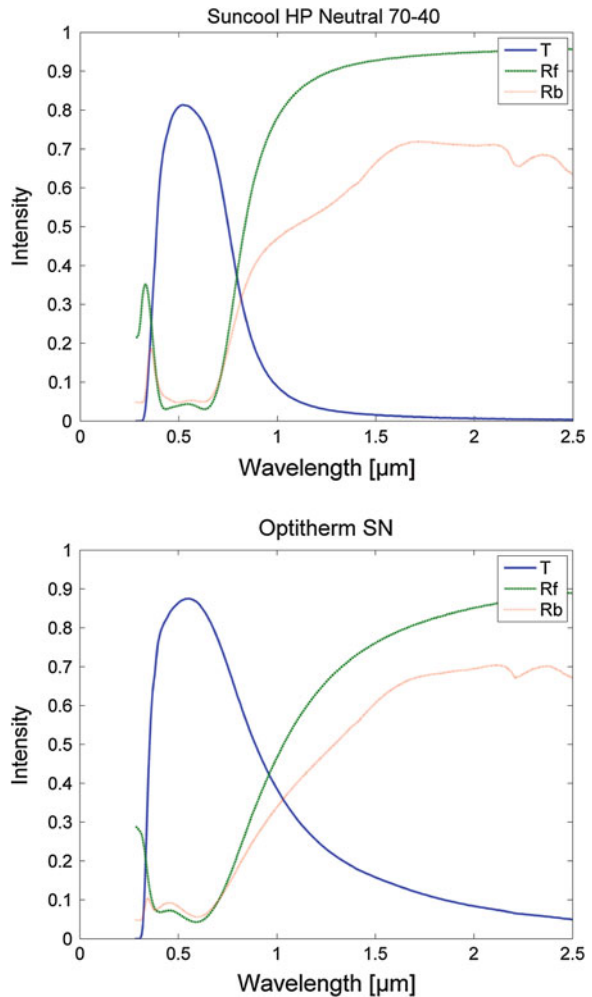 Suncool HP Neutral 70-40
1
0.9
0.8
0.7
0.6
0.5
0.4
0.3
0.2
0.1
0
Intensity
T
Rf
Rb
0 0.5 1 1.5 2 2.5
Wavelength [µm]
Optitherm SN
1
0.9
0.8
0.7
0.6
0.5
0.4
0.3
0.2
0.1
0
Intensity
T
Rf
Rb
0 0.5 1 1.5 2 2.5
Wavelength [µm]